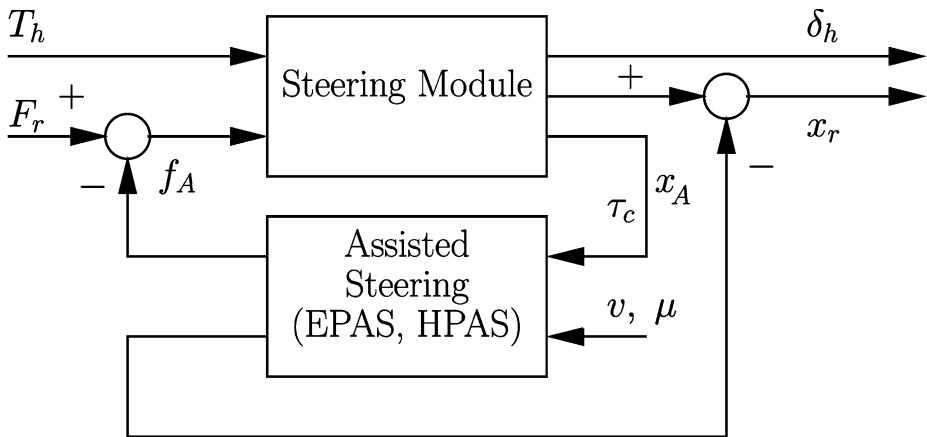 T_h
δ_h
Steering Module
+
+
F_r
x_r
−
f_A
−
x_A
τ_c
Assisted
Steering
(EPAS, HPAS)
v, μ